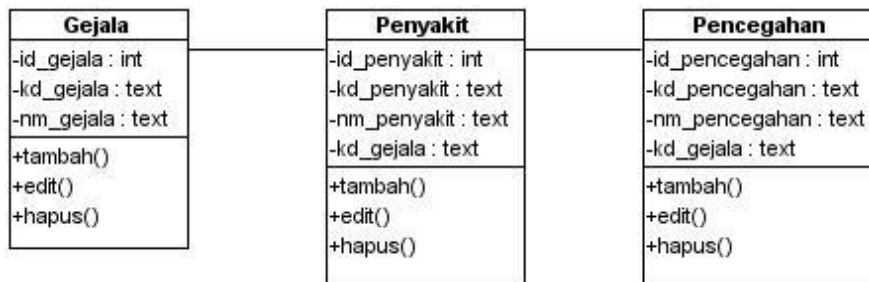 Gejala
-id_gejala : int
-kd_gejala : text
-nm_gejala : text
+tambah()
+edit()
+hapus()
Penyakit
-id_penyakit : int
-kd_penyakit : text
-nm_penyakit : text
-kd_gejala : text
+tambah()
+edit()
+hapus()
Pencegahan
-id_pencegahan : int
-kd_pencegahan : text
-nm_pencegahan : text
-kd_gejala : text
+tambah()
+edit()
+hapus()